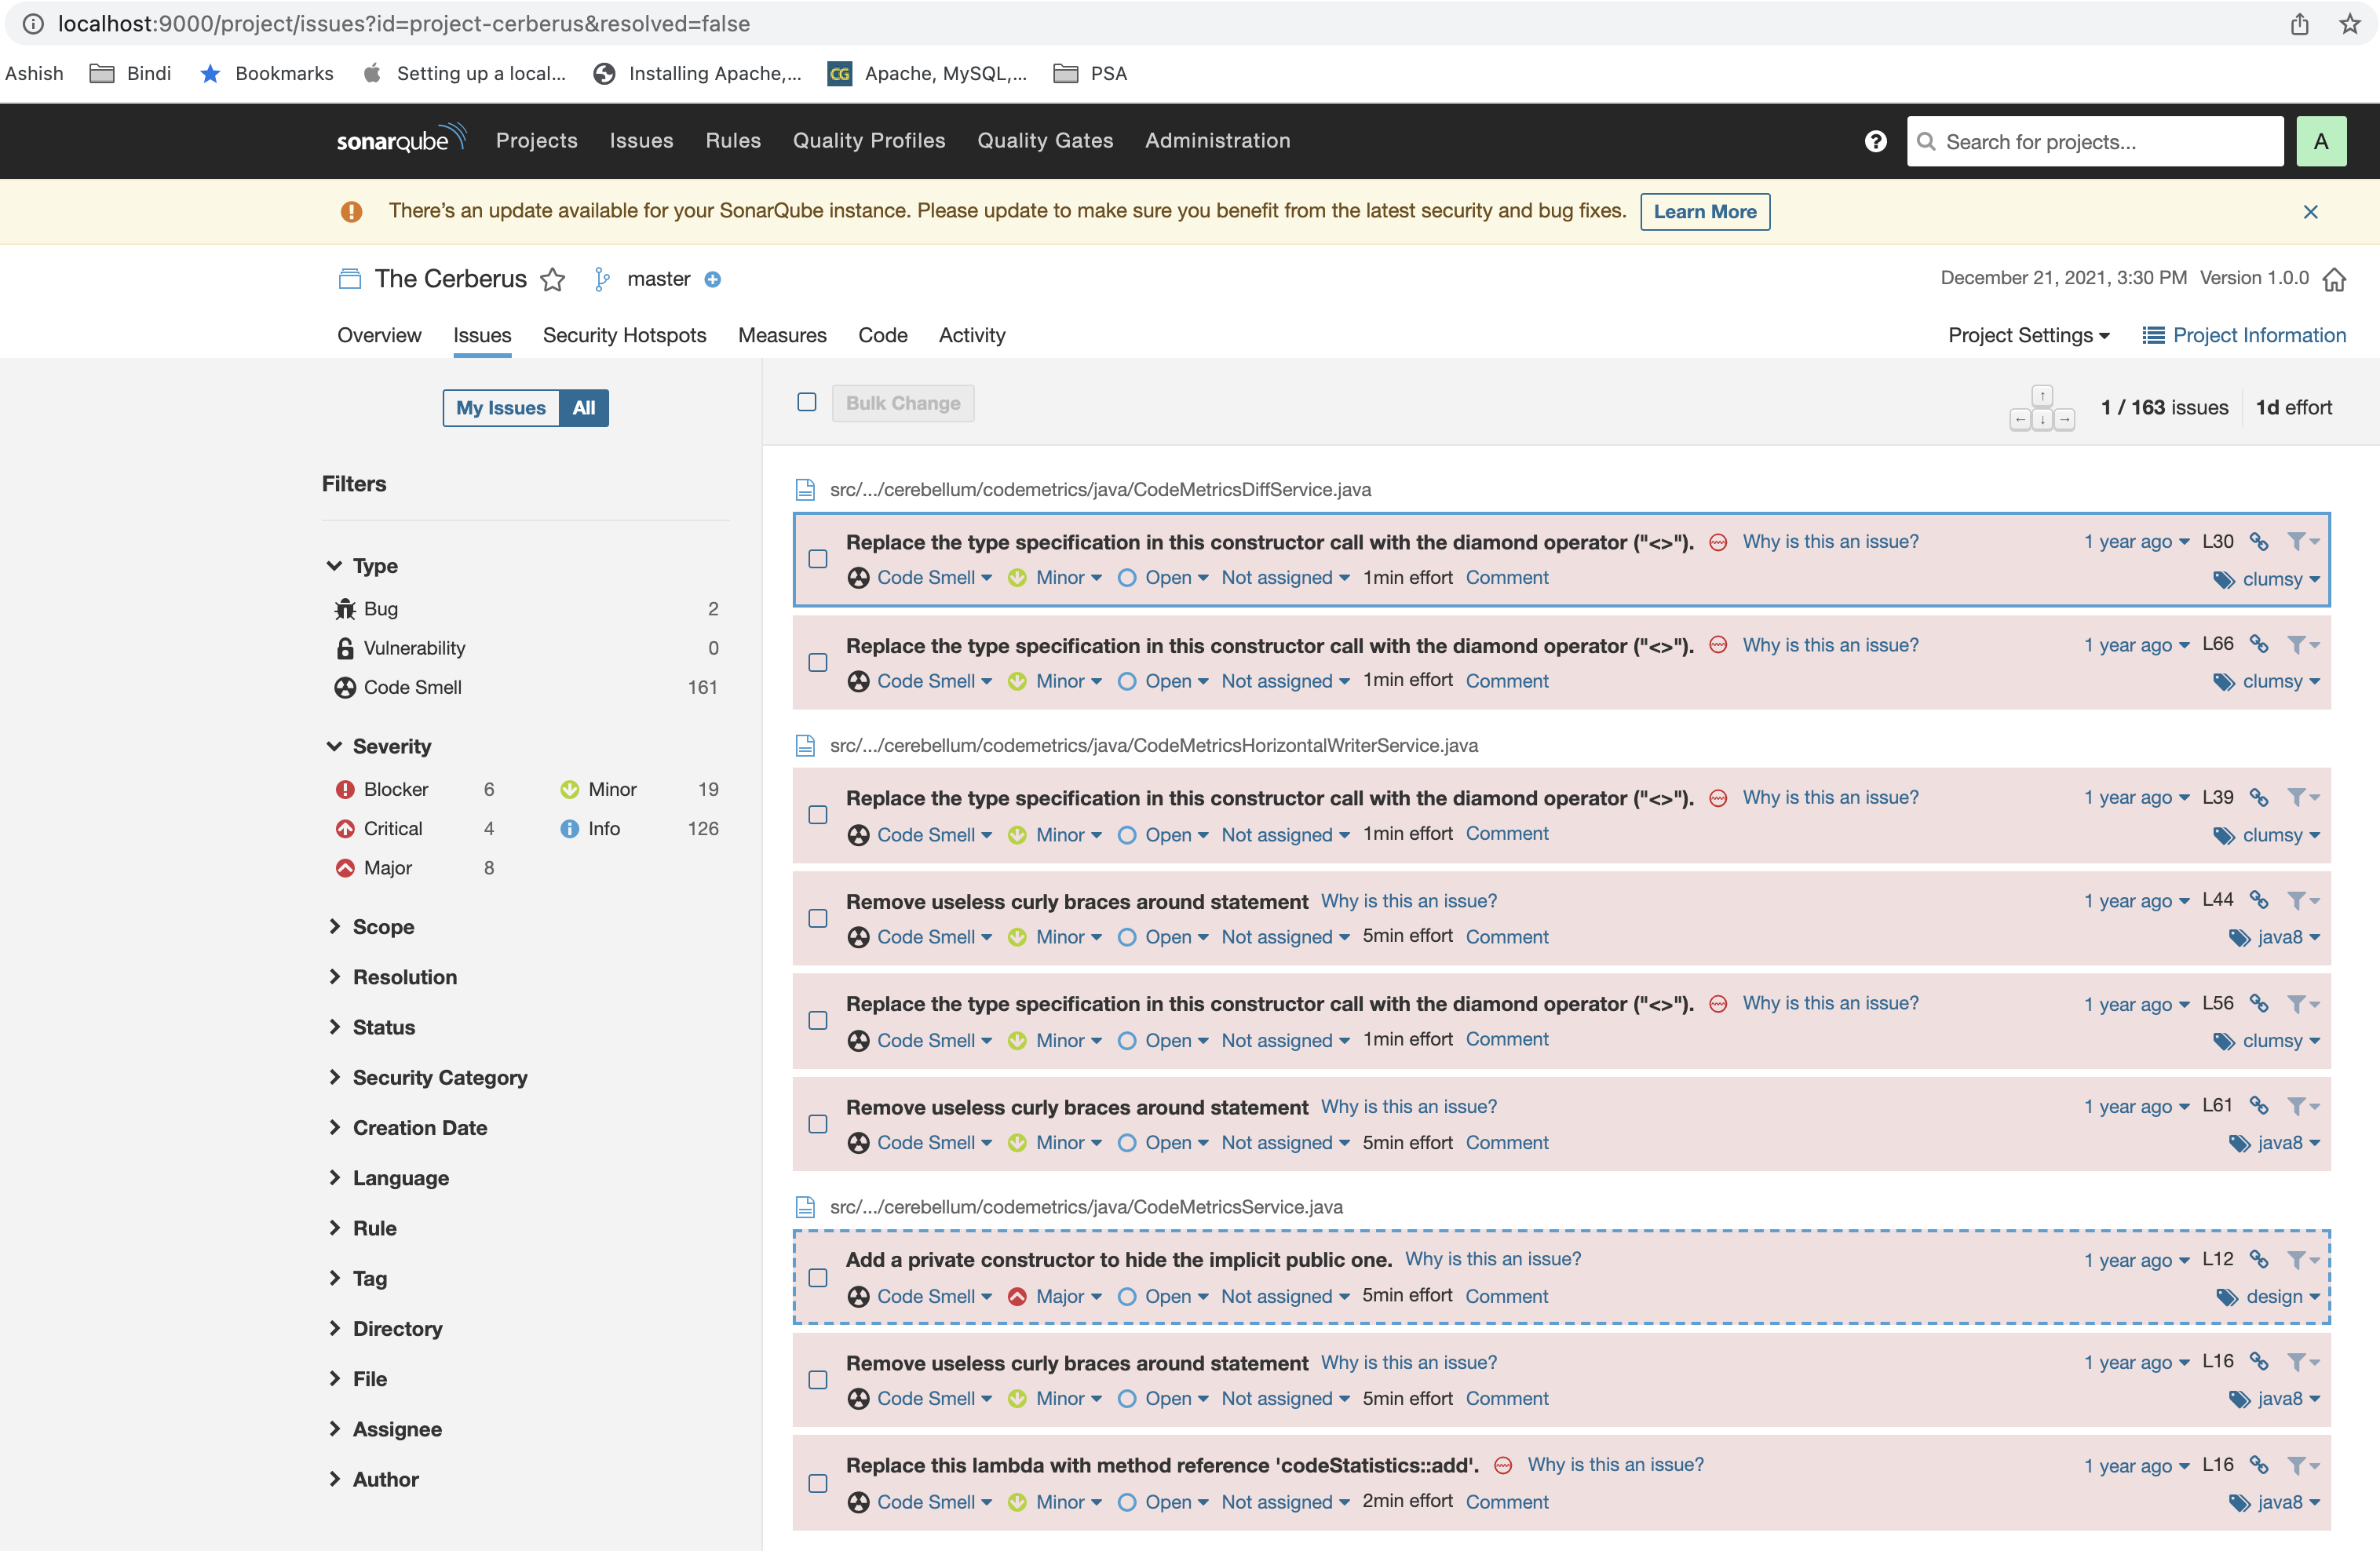 localhost:9000/project/issues?id=project-cerberus&resolved=false
Ashish Bindi Bookmarks Setting up a local... Installing Apache,... CG Apache, MySQL,... PSA
sonarqube Projects Issues Rules Quality Profiles Quality Gates Administration ? Search for projects... A
There's an update available for your SonarQube instance. Please update to make sure you benefit from the latest security and bug fixes. Learn More
The Cerberus master December 21, 2021, 3:30 PM Version 1.0.0
Overview Issues Security Hotspots Measures Code Activity Project Settings Project Information
My Issues All
Bulk Change 1 / 163 issues 1d effort
Filters
Type
Bug 2
Vulnerability 0
Code Smell 161
Severity
Blocker 6 Minor 19
Critical 4 Info 126
Major 8
Scope
Resolution
Status
Security Category
Creation Date
Language
Rule
Tag
Directory
File
Assignee
Author
src/.../cerebellum/codemetrics/java/CodeMetricsDiffService.java
Replace the type specification in this constructor call with the diamond operator ("<>"). Why is this an issue? 1 year ago L30
Code Smell Minor Open Not assigned 1min effort Comment clumsy
Replace the type specification in this constructor call with the diamond operator ("<>"). Why is this an issue? 1 year ago L66
Code Smell Minor Open Not assigned 1min effort Comment clumsy
src/.../cerebellum/codemetrics/java/CodeMetricsHorizontalWriterService.java
Replace the type specification in this constructor call with the diamond operator ("<>"). Why is this an issue? 1 year ago L39
Code Smell Minor Open Not assigned 1min effort Comment clumsy
Remove useless curly braces around statement Why is this an issue? 1 year ago L44
Code Smell Minor Open Not assigned 5min effort Comment java8
Replace the type specification in this constructor call with the diamond operator ("<>"). Why is this an issue? 1 year ago L56
Code Smell Minor Open Not assigned 1min effort Comment clumsy
Remove useless curly braces around statement Why is this an issue? 1 year ago L61
Code Smell Minor Open Not assigned 5min effort Comment java8
src/.../cerebellum/codemetrics/java/CodeMetricsService.java
Add a private constructor to hide the implicit public one. Why is this an issue? 1 year ago L12
Code Smell Major Open Not assigned 5min effort Comment design
Remove useless curly braces around statement Why is this an issue? 1 year ago L16
Code Smell Minor Open Not assigned 5min effort Comment java8
Replace this lambda with method reference 'codeStatistics::add'. Why is this an issue? 1 year ago L16
Code Smell Minor Open Not assigned 2min effort Comment java8